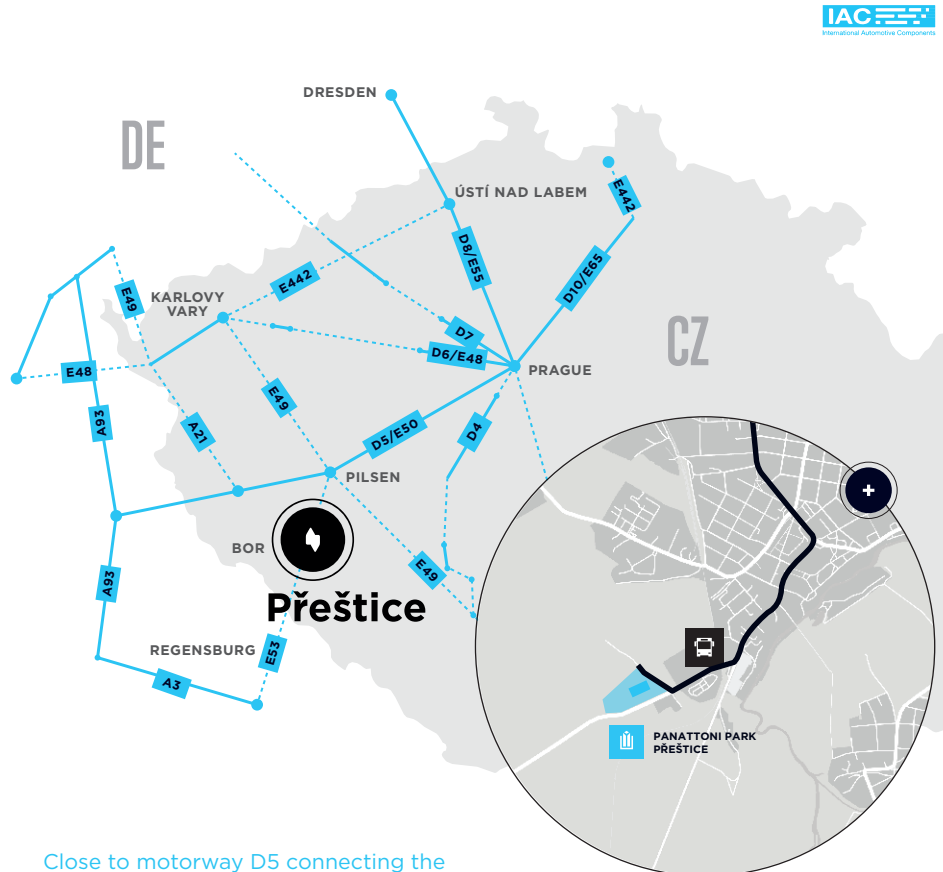 IAC
International Automotive Components
DRESDEN
DE
ÚSTÍ NAD LABEM
E442
D8/E55
D10/E65
E442
E49
KARLOVY
VARY
D7
CZ
D6/E48
PRAGUE
E48
E49
A93
A21
D5/E50
D4
PILSEN
+
BOR
E49
A93
Přeštice
REGENSBURG
E53
A3
PANATTONI PARK
PŘEŠTICE
Close to motorway D5 connecting the